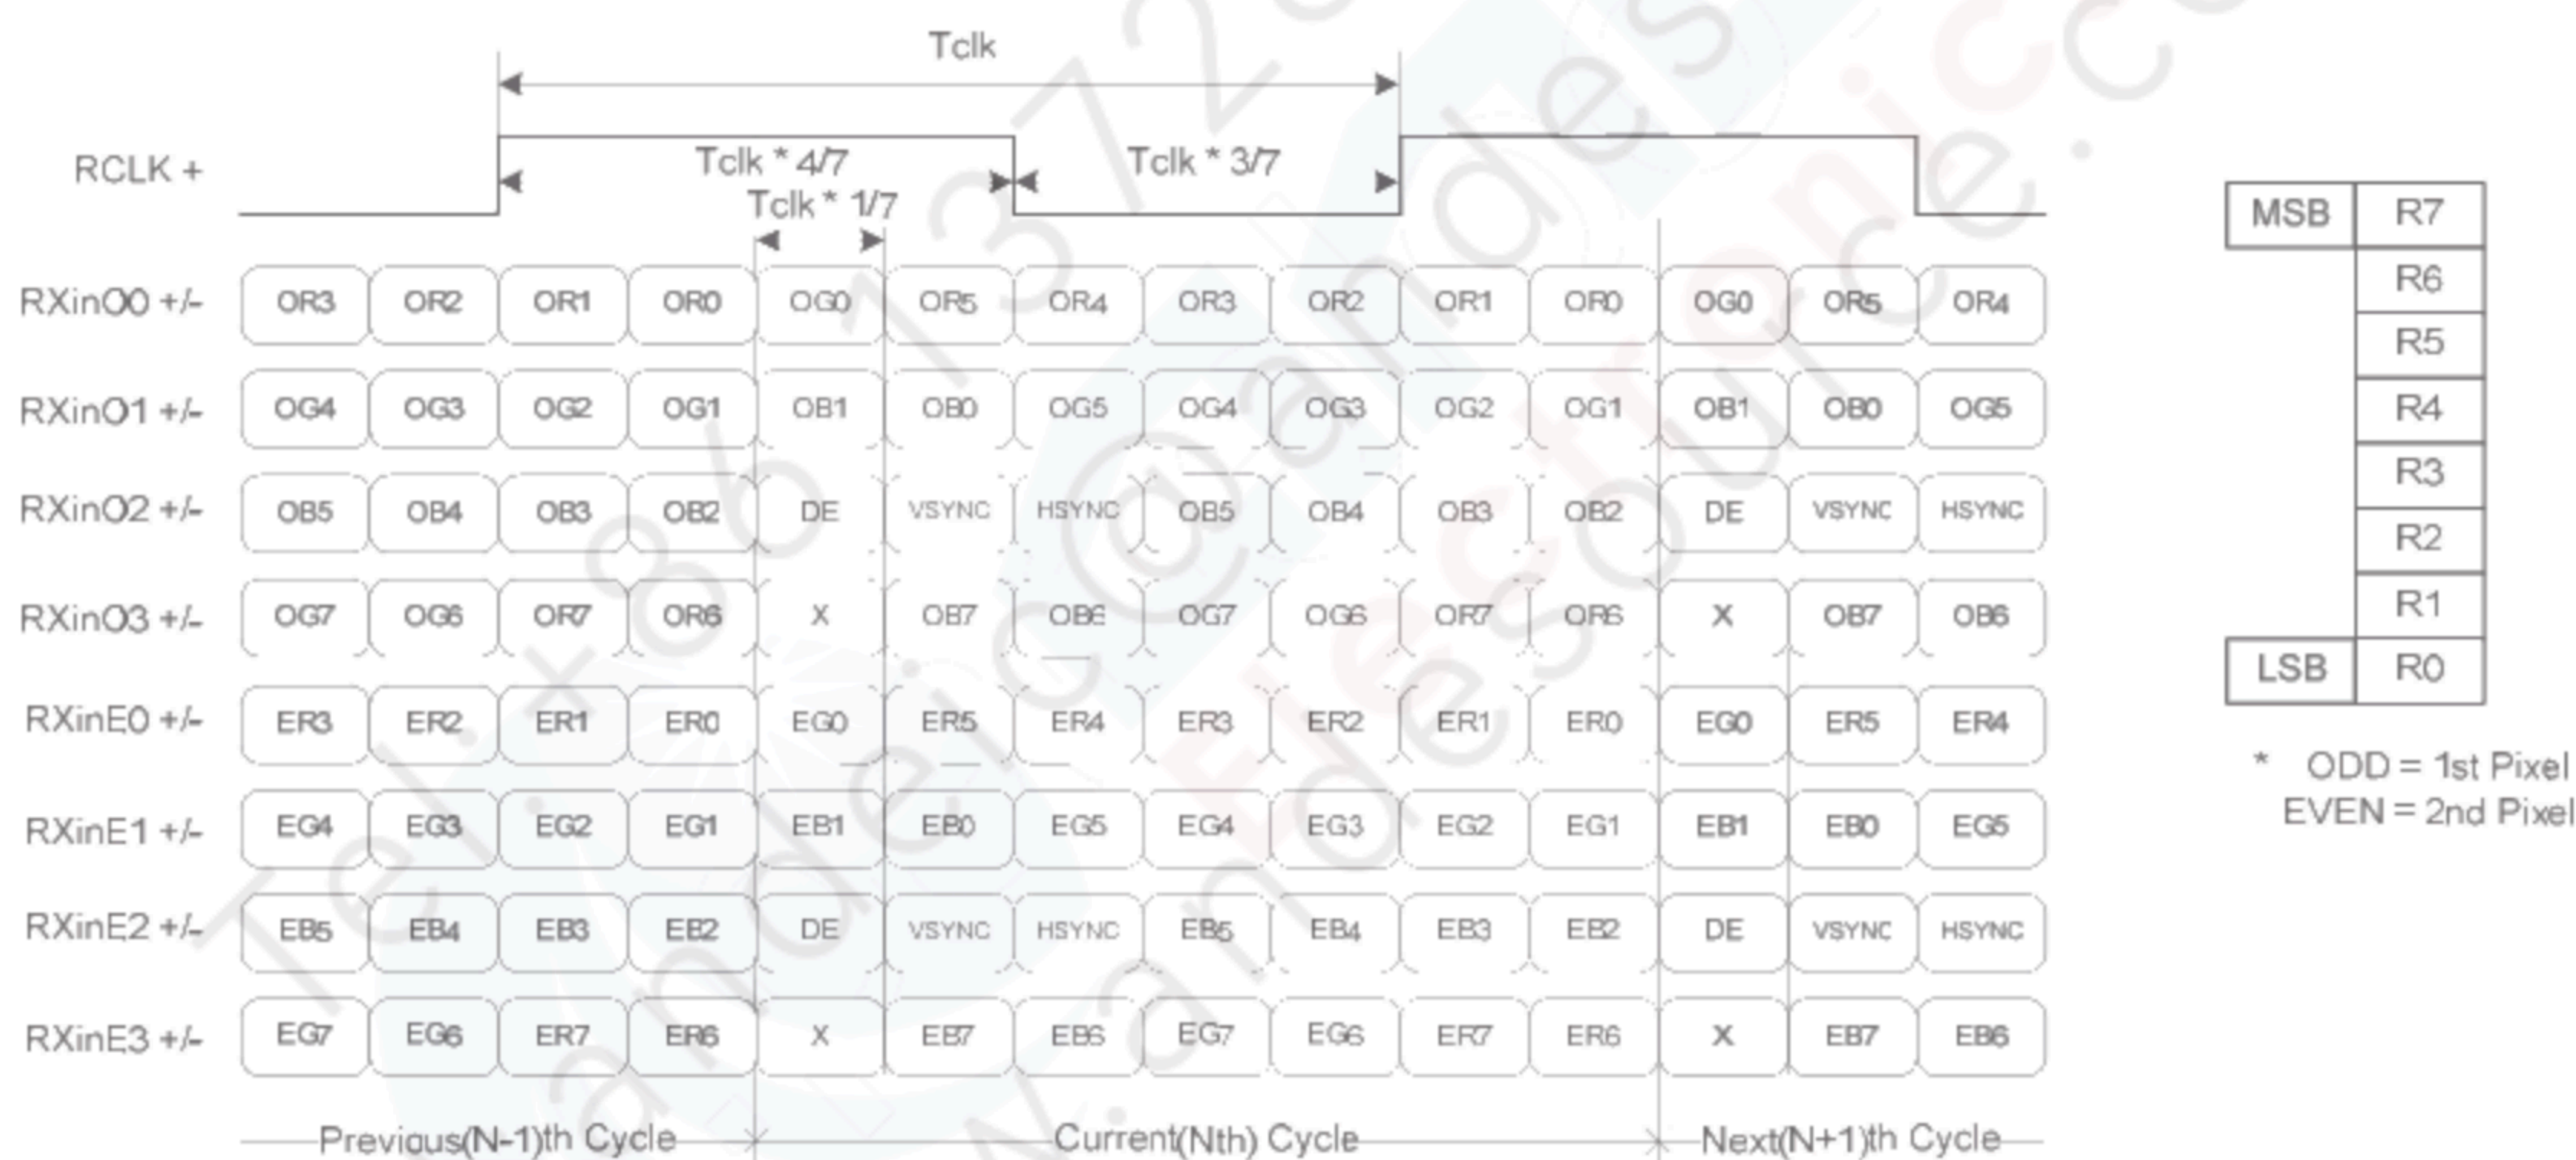 Tclk
RCLK +
Tclk * 4/7
Tclk * 3/7
Tclk * 1/7
RXinO0 +/- OR3 OR2 OR1 OR0 OG0 OR5 OR4 OR3 OR2 OR1 OR0 OG0 OR5 OR4
RXinO1 +/- OG4 OG3 OG2 OG1 OB1 OB0 OG5 OG4 OG3 OG2 OG1 OB1 OB0 OG5
RXinO2 +/- OB5 OB4 OB3 OB2 DE VSYNC HSYNC OB5 OB4 OB3 OB2 DE VSYNC HSYNC
RXinO3 +/- OG7 OG6 OR7 OR6 X OB7 OB6 OG7 OG6 OR7 OR6 X OB7 OB6
RXinE0 +/- ER3 ER2 ER1 ER0 EG0 ER5 ER4 ER3 ER2 ER1 ER0 EG0 ER5 ER4
RXinE1 +/- EG4 EG3 EG2 EG1 EB1 EB0 EG5 EG4 EG3 EG2 EG1 EB1 EB0 EG5
RXinE2 +/- EB5 EB4 EB3 EB2 DE VSYNC HSYNC EB5 EB4 EB3 EB2 DE VSYNC HSYNC
RXinE3 +/- EG7 EG6 ER7 ER6 X EB7 EB6 EG7 EG6 ER7 ER6 X EB7 EB6
Previous(N-1)th Cycle Current(Nth) Cycle Next(N+1)th Cycle
MSB R7
R6
R5
R4
R3
R2
R1
LSB R0
* ODD = 1st Pixel
EVEN = 2nd Pixel
Tel: +86 1372
Electronic